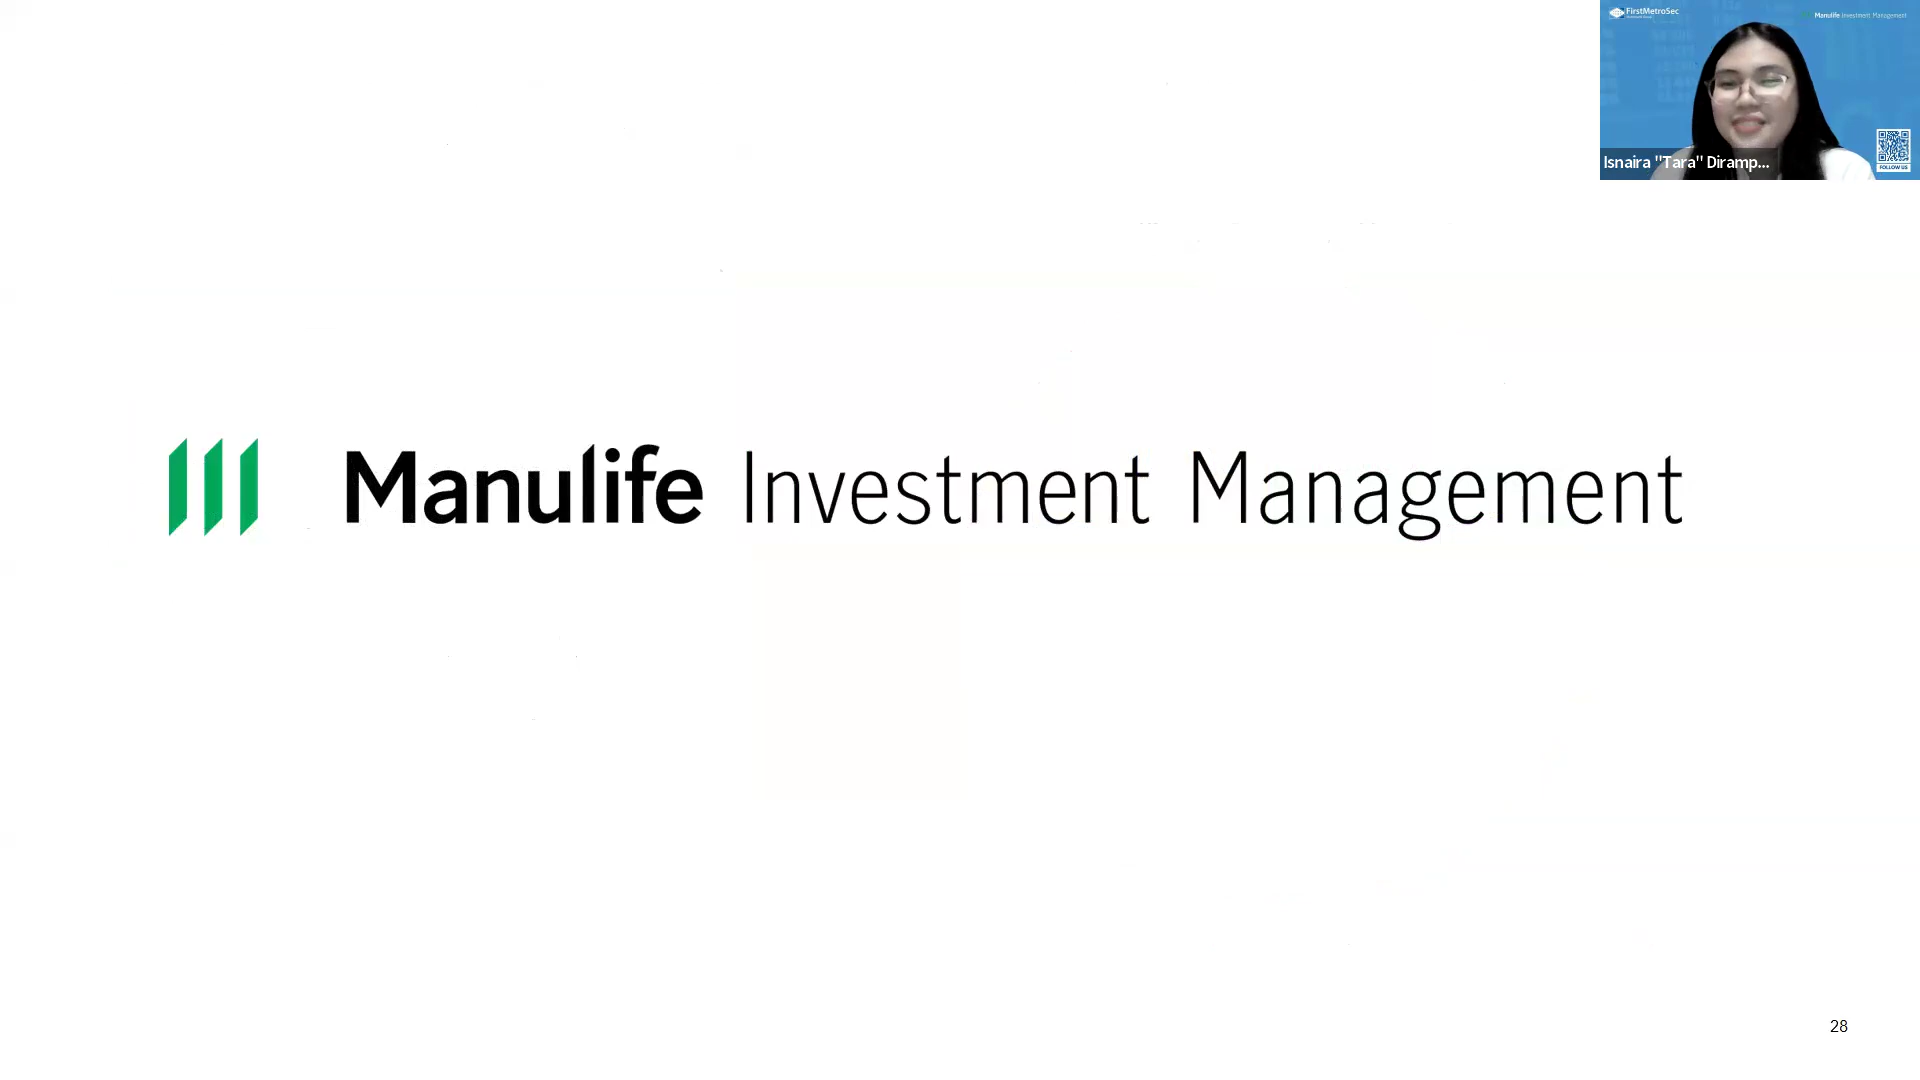 FirstMetroSec
Manulife Investment Management
Isnaira "Tara" Diramp...
FOLLOW US
Manulife Investment Management
28